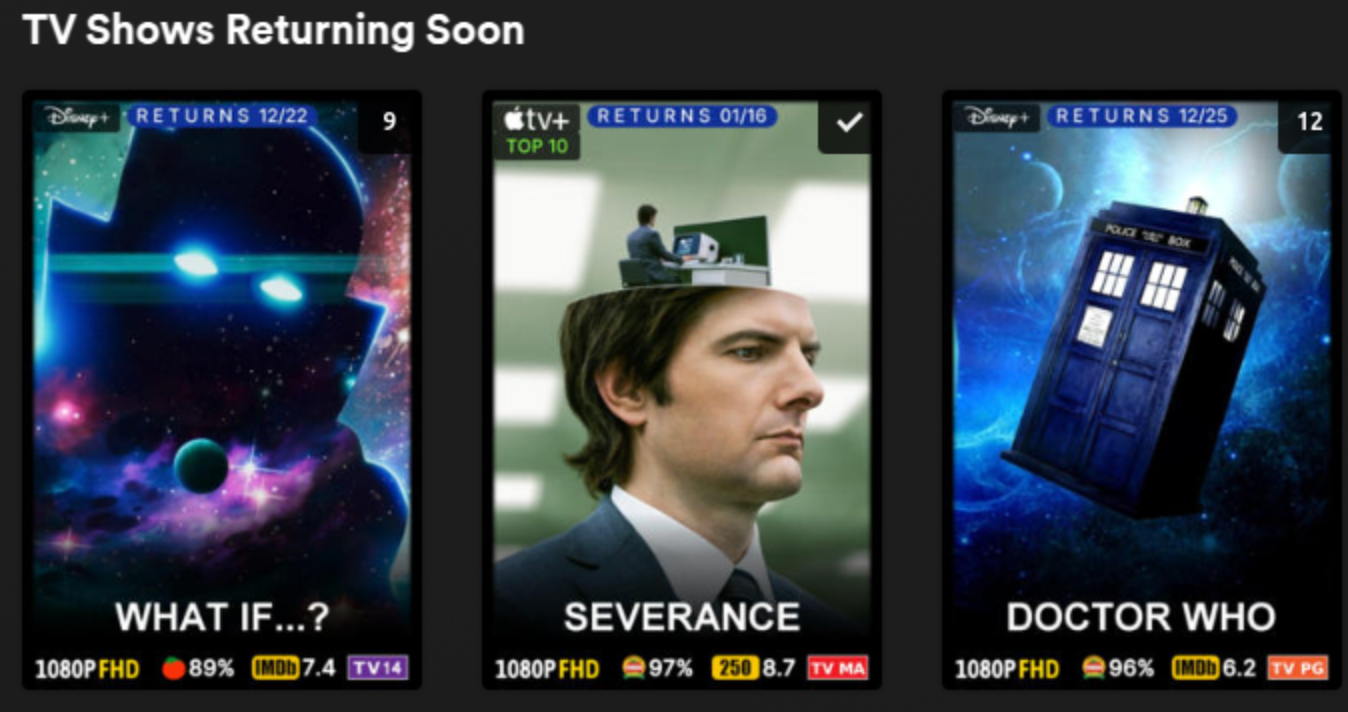 TV Shows Returning Soon
Disney+ RETURNS 12/22 9
tv+ RETURNS 01/16
TOP 10
Disney+ RETURNS 12/25 12
POLICE BOX
WHAT IF...?
SEVERANCE
DOCTOR WHO
1080P FHD 89% IMDb 7.4 TV14
1080P FHD 97% 250 8.7 TV MA
1080P FHD 96% IMDb 6.2 TV PG